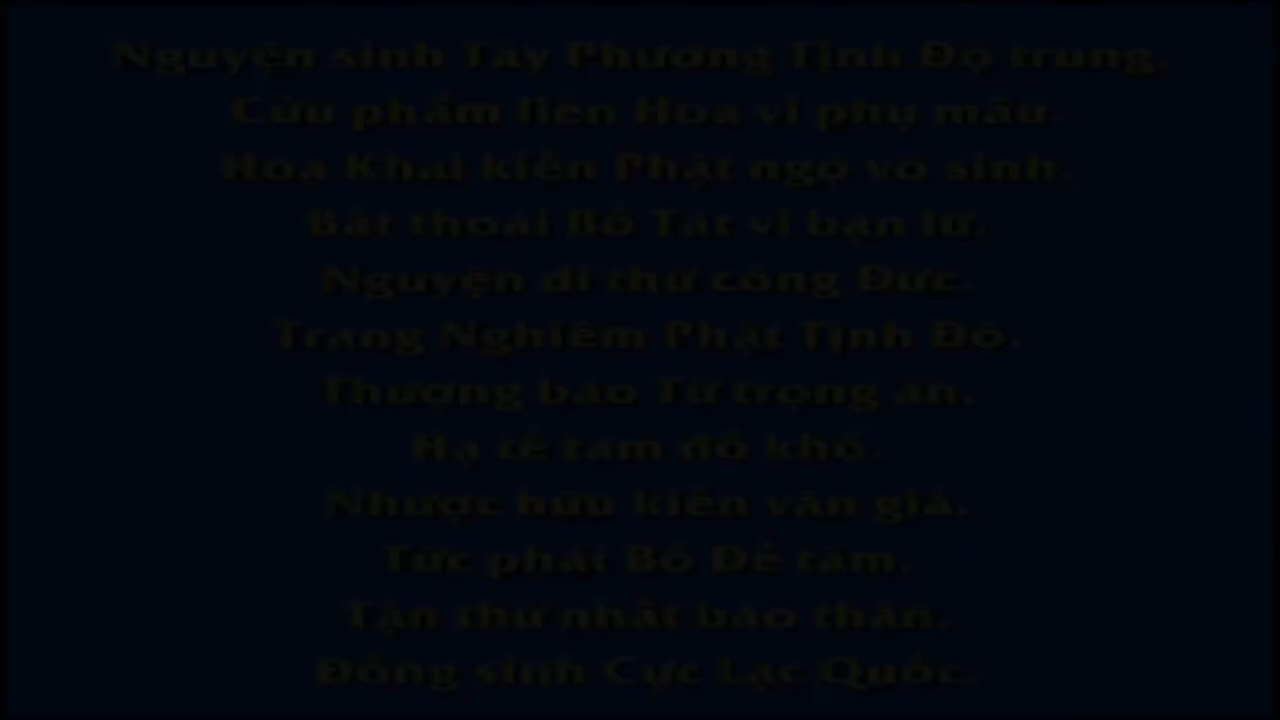 Nguyện sinh Tây Phương Tịnh Độ trung.
Cửu phẩm liên Hoa vi phụ mẫu.
Hoa Khai kiến Phật ngộ vô sinh.
Bất thoái Bồ Tát vi bạn lữ.
Nguyện dĩ thử công Đức.
Trang Nghiêm Phật Tịnh Độ.
Thượng báo Tứ trọng ân.
Hạ tế tam đồ khổ.
Nhược hữu kiến văn giả.
Tức phát Bồ Đề tâm.
Tận thử nhất báo thân.
Đồng sinh Cực Lạc Quốc.